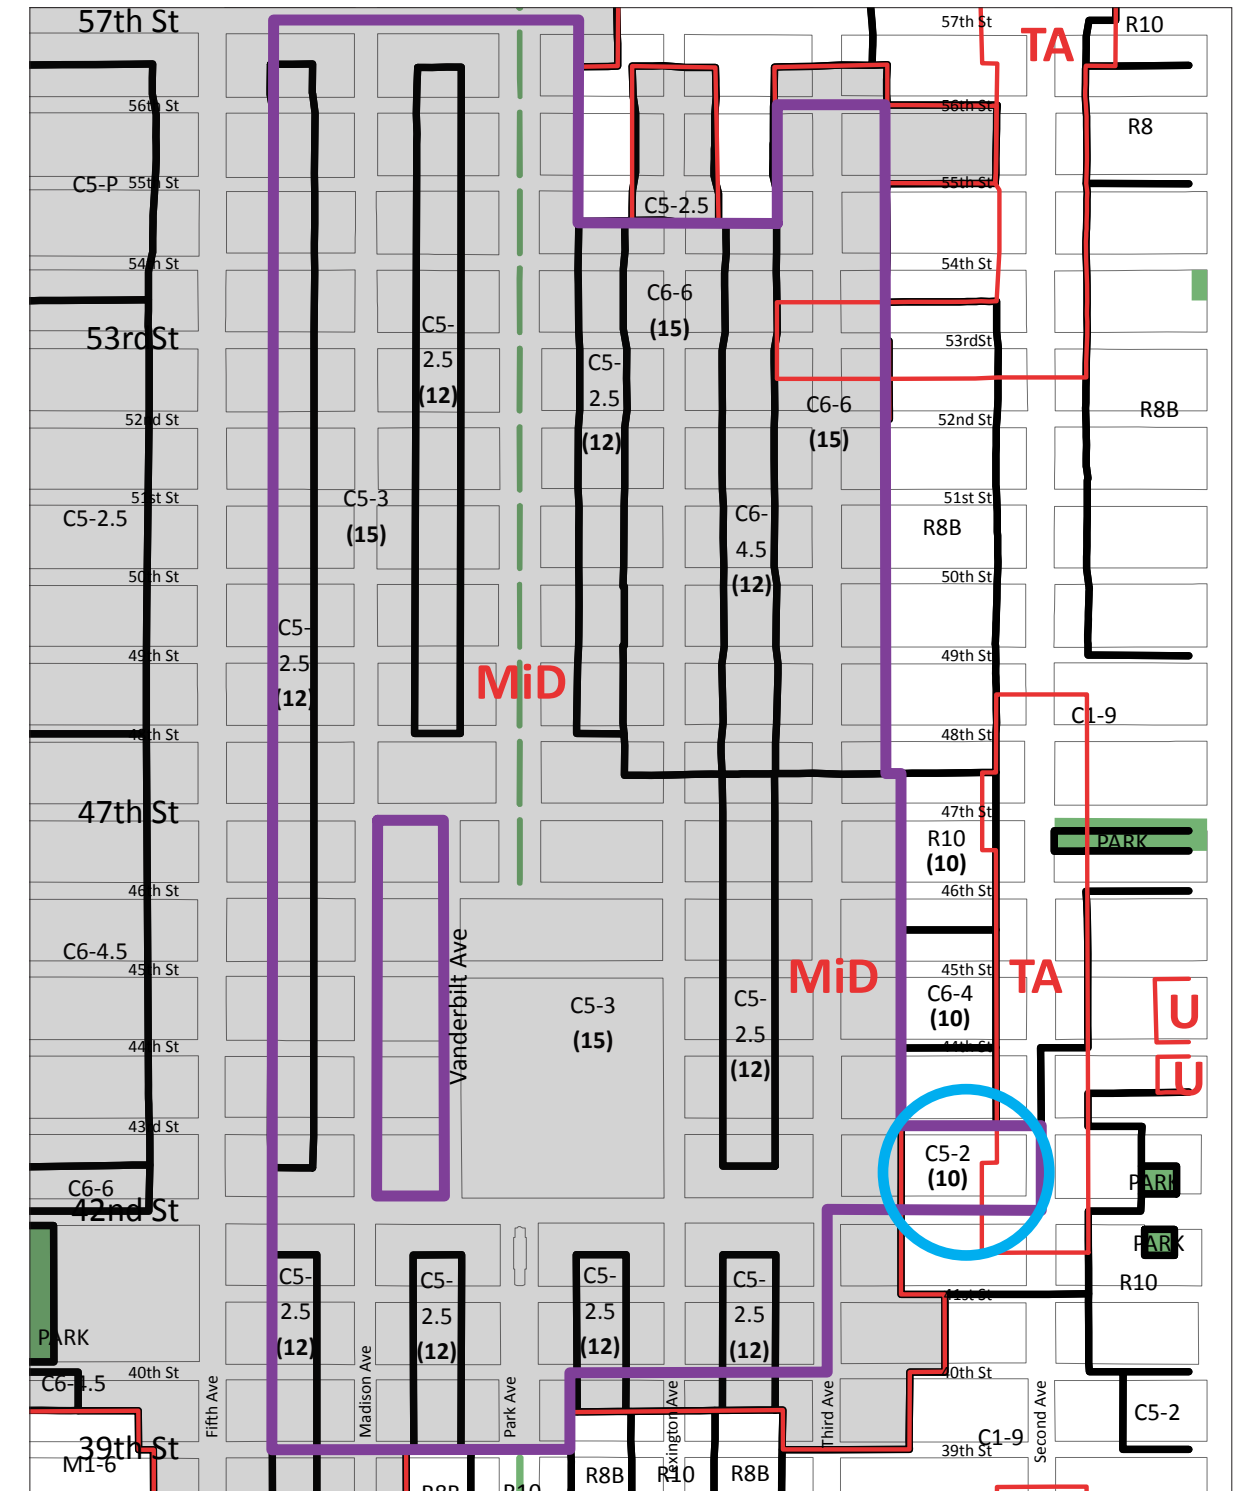 57th St
57th St
TA
R10
56th St
56th St
R8
C5-P
55th St
55th St
C5-2.5
54th St
54th St
C6-6
(15)
53rdSt
53rdSt
C5-
2.5
(12)
C5-
2.5
(12)
C6-6
(15)
R8B
52nd St
52nd St
C5-2.5
51st St
C5-3
(15)
51st St
R8B
C6-
4.5
(12)
50th St
50th St
C5-
2.5
(12)
49th St
49th St
MiD
C1-9
48th St
48th St
47th St
47th St
R10
(10)
PARK
46th St
46th St
C6-4.5
Vanderbilt Ave
45th St
45th St
MiD
TA
C6-4
(10)
U
C5-3
(15)
C5-
2.5
(12)
44th St
44th St
U
43rd St
C5-2
(10)
C6-6
PARK
42nd St
PARK
C5-
2.5
(12)
C5-
2.5
(12)
C5-
2.5
(12)
C5-
2.5
(12)
R10
41st St
PARK
40th St
40th St
C6-4.5
Fifth Ave
Madison Ave
Park Ave
Lexington Ave
Third Ave
Second Ave
C5-2
C1-9
39th St
39th St
M1-6
R8B
R10
R8B
R8B
R10